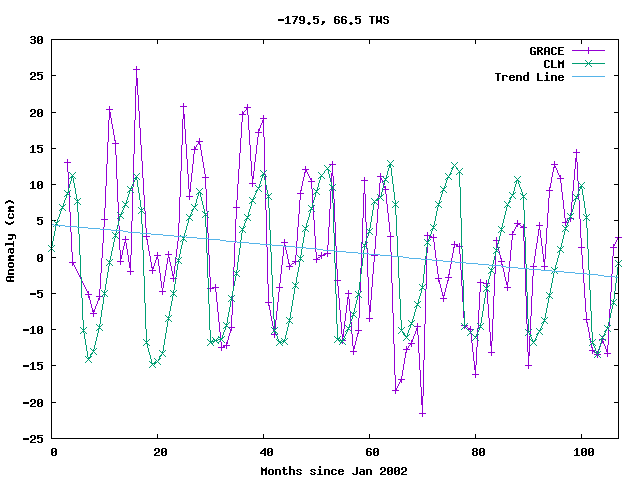 -179.5, 66.5 TWS
GRACE
CLM
Trend Line
30
25
20
15
10
5
0
-5
-10
-15
-20
-25
Anomaly (cm)
0 20 40 60 80 100
Months since Jan 2002